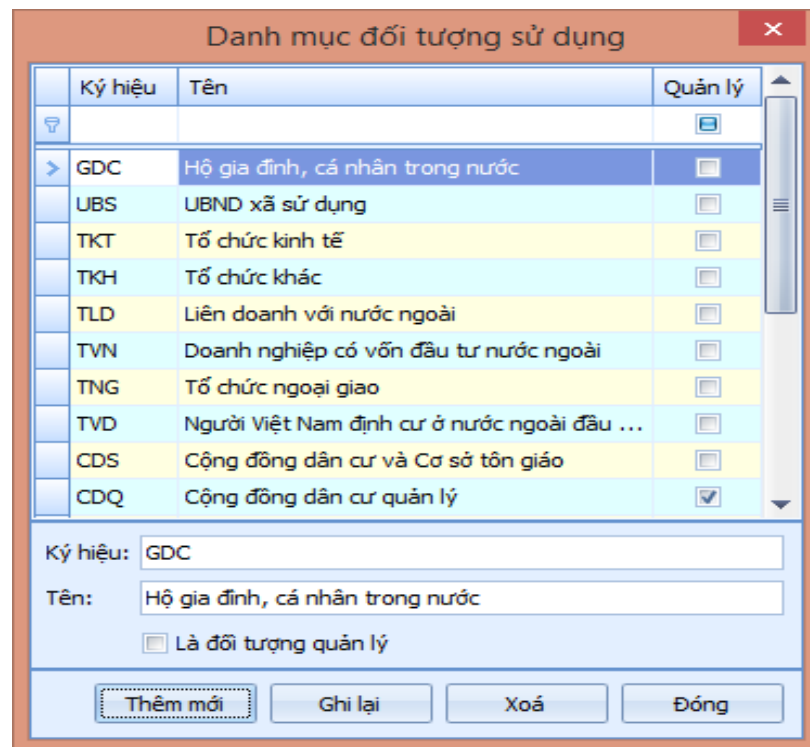 Danh mục đối tượng sử dụng
Ký hiệu Tên Quản lý
GDC Hộ gia đình, cá nhân trong nước
UBS UBND xã sử dụng
TKT Tổ chức kinh tế
TKH Tổ chức khác
TLD Liên doanh với nước ngoài
TVN Doanh nghiệp có vốn đầu tư nước ngoài
TNG Tổ chức ngoại giao
TVD Người Việt Nam định cư ở nước ngoài đầu ...
CDS Cộng đồng dân cư và Cơ sở tôn giáo
CDQ Cộng đồng dân cư quản lý
Ký hiệu: GDC
Tên: Hộ gia đình, cá nhân trong nước
Là đối tượng quản lý
Thêm mới Ghi lại Xoá Đóng